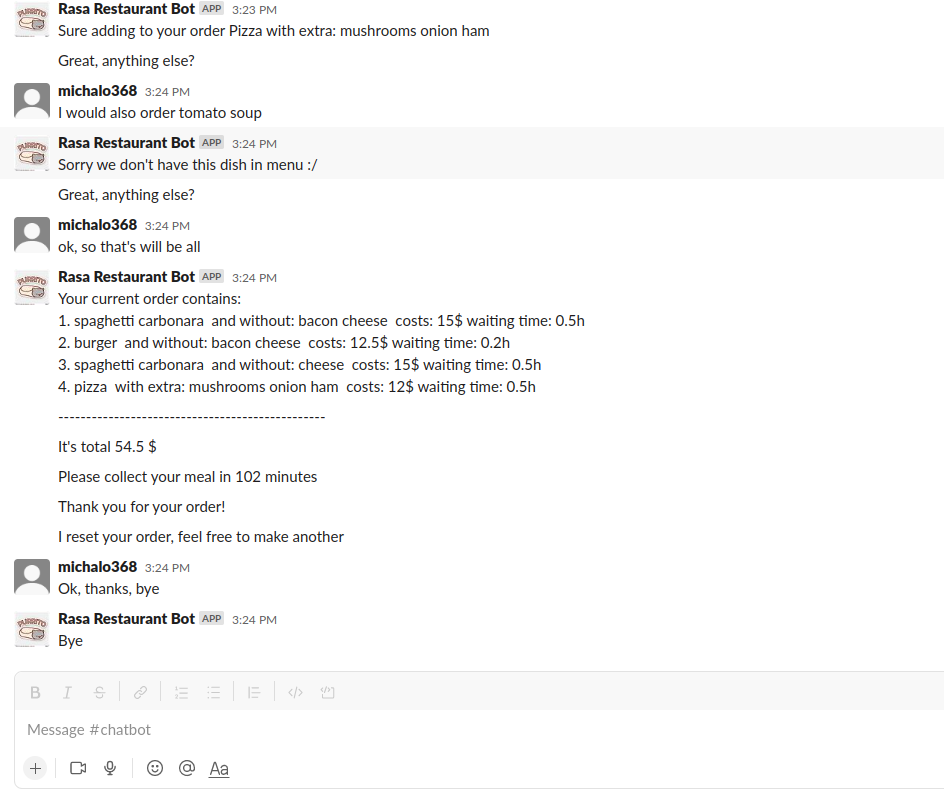 Rasa Restaurant Bot APP 3:23 PM
Sure adding to your order Pizza with extra: mushrooms onion ham
Great, anything else?
michalo368 3:24 PM
I would also order tomato soup
Rasa Restaurant Bot APP 3:24 PM
Sorry we don't have this dish in menu :/
Great, anything else?
michalo368 3:24 PM
ok, so that's will be all
Rasa Restaurant Bot APP 3:24 PM
Your current order contains:
1. spaghetti carbonara  and without: bacon cheese  costs: 15$ waiting time: 0.5h
2. burger  and without: bacon cheese  costs: 12.5$ waiting time: 0.2h
3. spaghetti carbonara  and without: cheese  costs: 15$ waiting time: 0.5h
4. pizza  with extra: mushrooms onion ham  costs: 12$ waiting time: 0.5h
------------------------------------------------
It's total 54.5 $
Please collect your meal in 102 minutes
Thank you for your order!
I reset your order, feel free to make another
michalo368 3:24 PM
Ok, thanks, bye
Rasa Restaurant Bot APP 3:24 PM
Bye
B I S
Message #chatbot
+ @ Aa
PURRITO
PURRITO
PURRITO
PURRITO